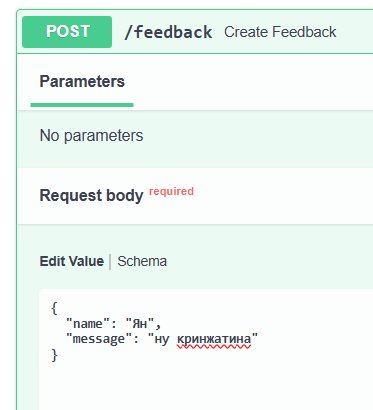 POST /feedback Create Feedback
Parameters
No parameters
Request body required
Edit Value | Schema
{
"name": "Ян",
"message": "ну кринжатина"
}